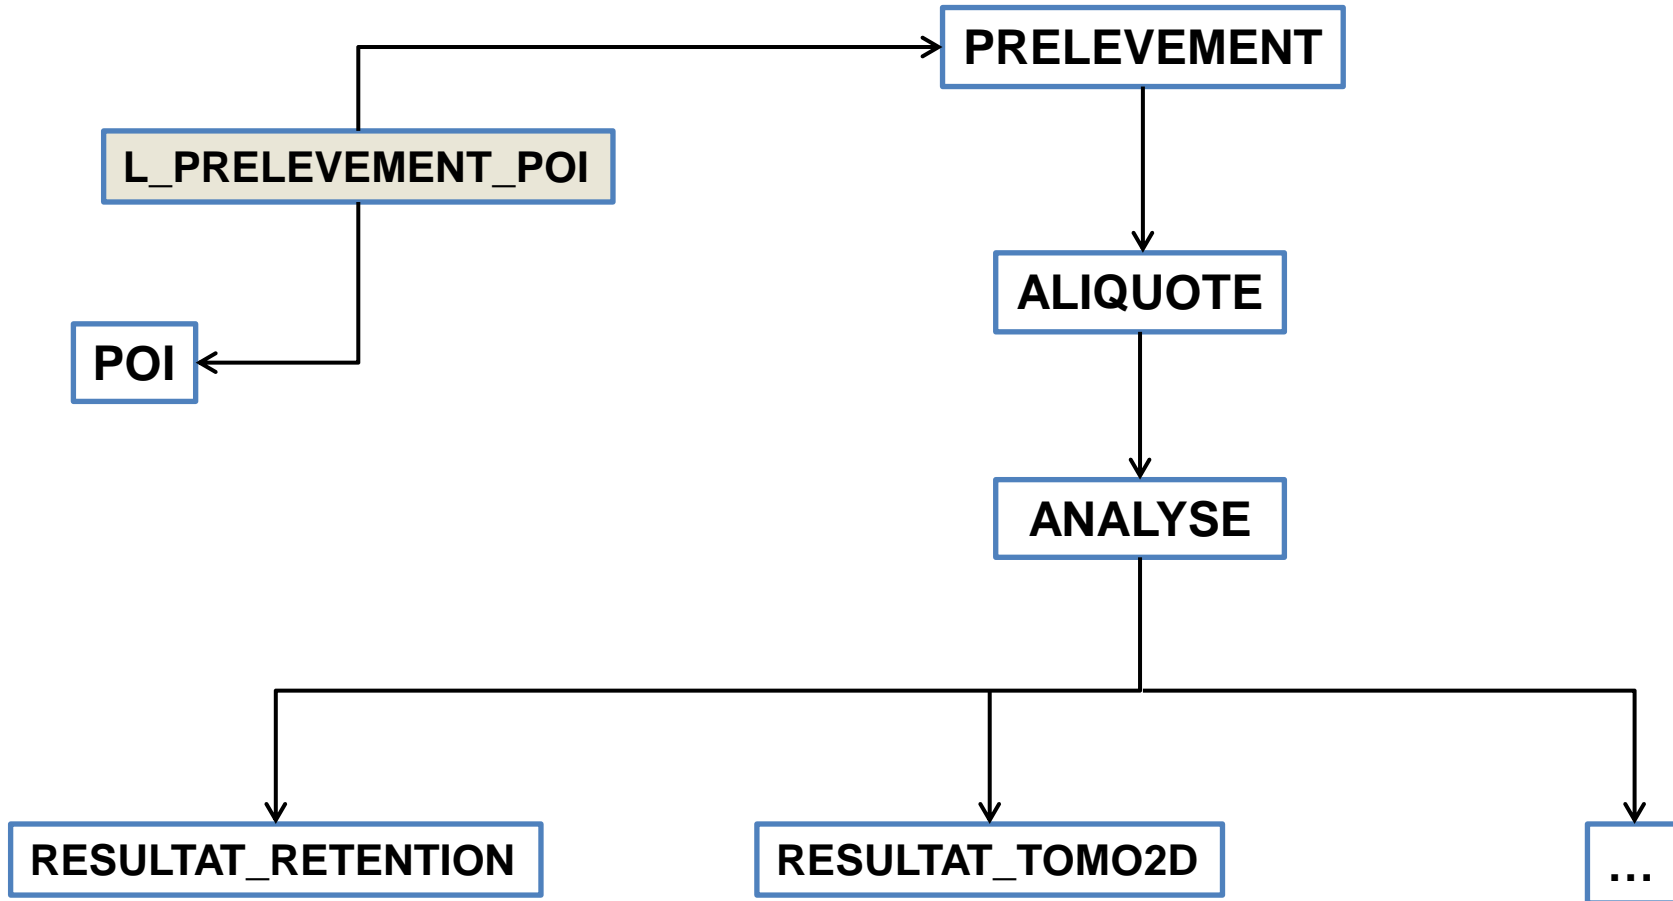 PRELEVEMENT
L_PRELEVEMENT_POI
ALIQUOTE
POI
ANALYSE
RESULTAT_RETENTION
RESULTAT_TOMO2D
...